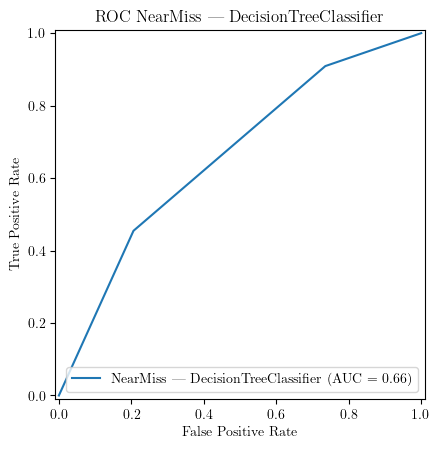 ROC NearMiss — DecisionTreeClassifier
1.0
0.8
0.6
0.4
0.2
0.0
True Positive Rate
NearMiss — DecisionTreeClassifier (AUC = 0.66)
0.0 0.2 0.4 0.6 0.8 1.0
False Positive Rate